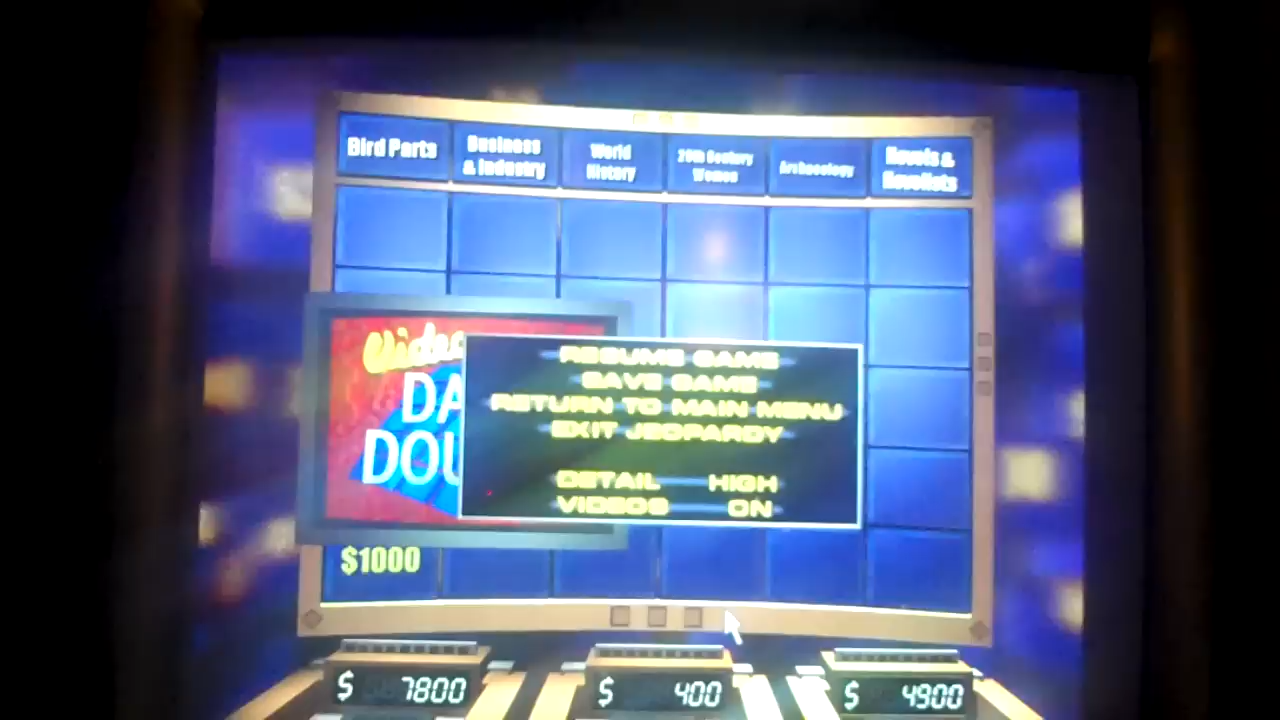 Bird Parts
Business
& Industry
World
History
20th Century
Women
Archaeology
Novels &
Novelists
Video
DA
DOU
RESUME GAME
SAVE GAME
RETURN TO MAIN MENU
EXIT JEOPARDY
DETAIL HIGH
VIDEOS ON
$1000
$ 7800
$ 400
$ 4900